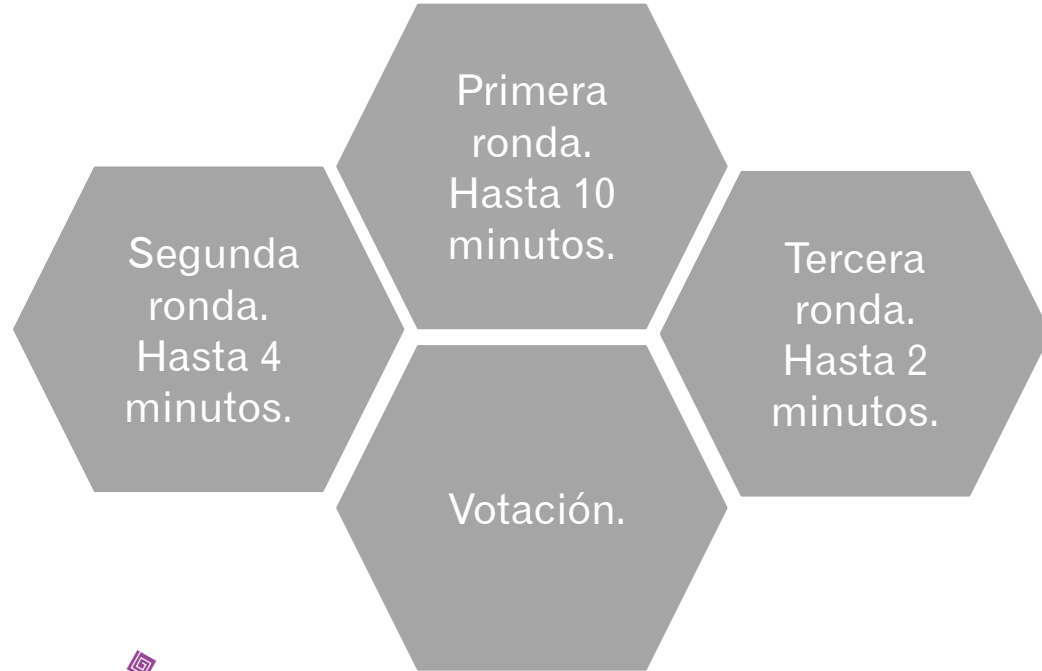 Primera
ronda.
Hasta 10
minutos.
Segunda
ronda.
Hasta 4
minutos.
Tercera
ronda.
Hasta 2
minutos.
Votación.